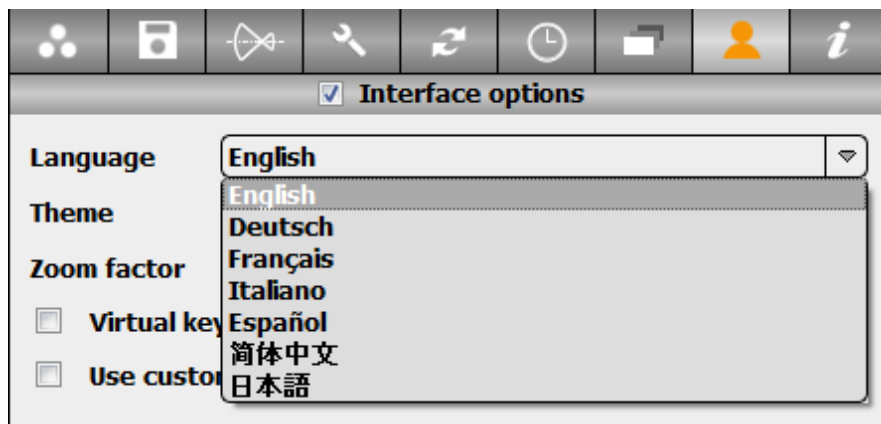 Interface options
Language English
English
Theme
Deutsch
Français
Zoom factor
Italiano
Virtual key
Español
简体中文
Use custo
日本語